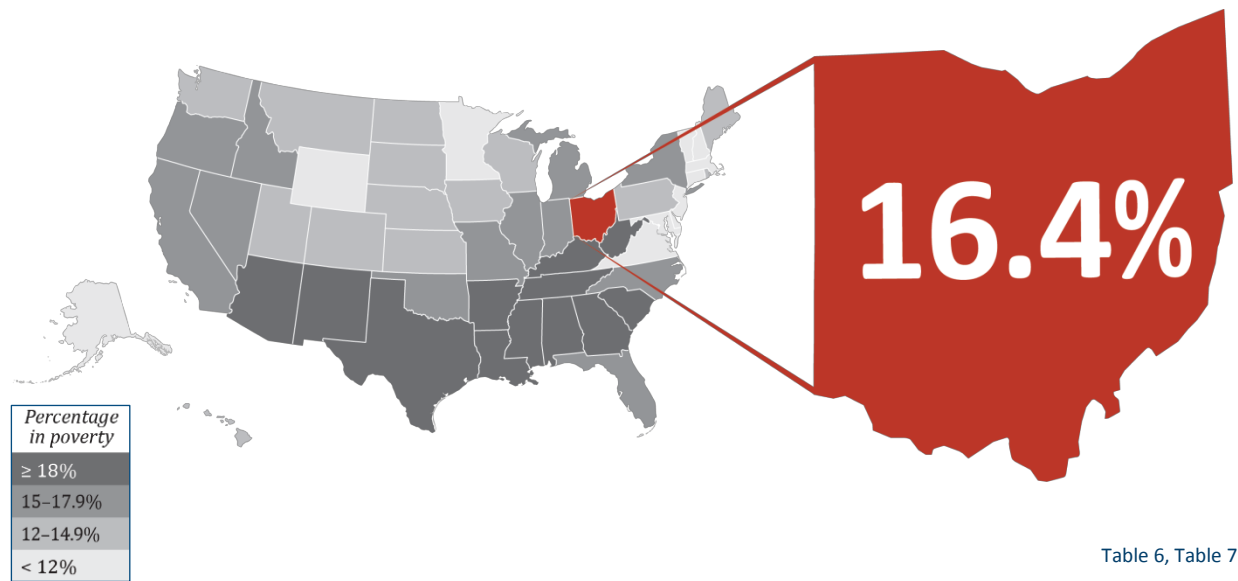 16.4%
Percentage
in poverty
≥ 18%
15–17.9%
12–14.9%
< 12%
Table 6, Table 7